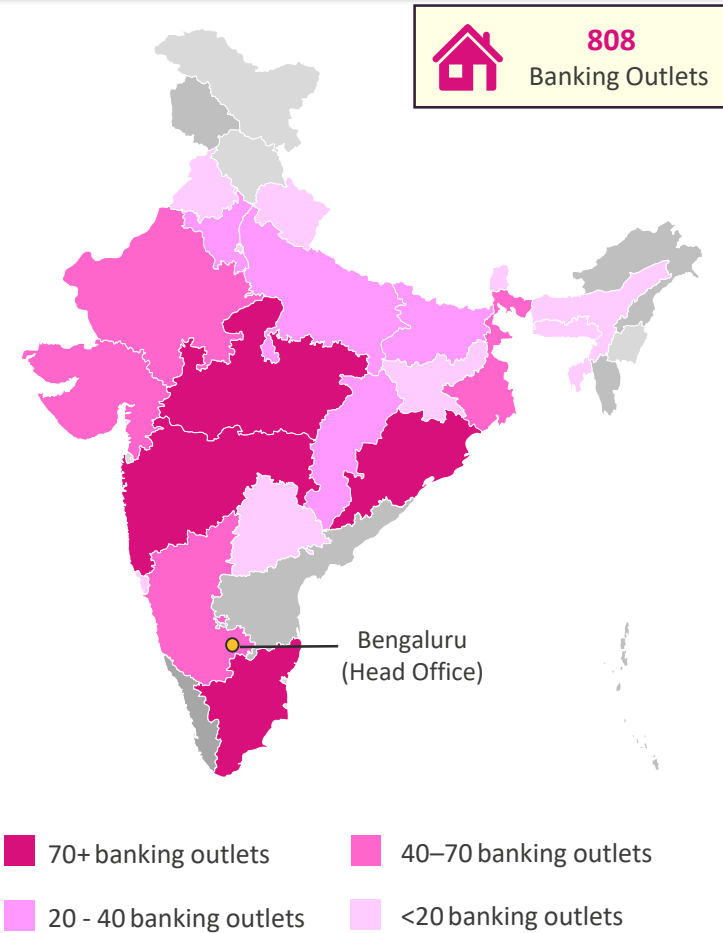 808
Banking Outlets
Bengaluru
(Head Office)
70+ banking outlets
40–70 banking outlets
20 - 40 banking outlets
<20 banking outlets